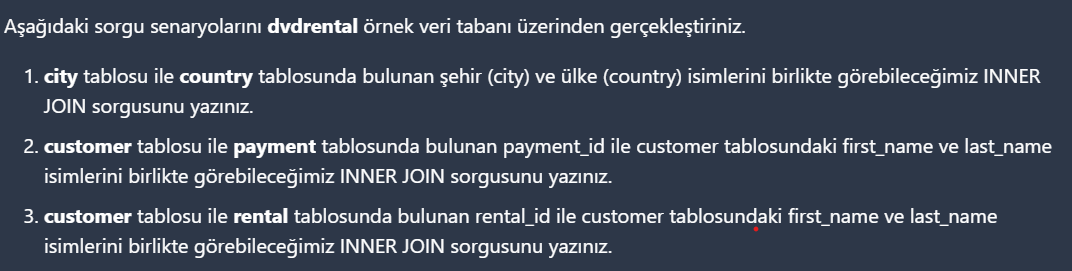 Aşağıdaki sorgu senaryolarını dvdrental örnek veri tabanı üzerinden gerçekleştiriniz.
1. city tablosu ile country tablosunda bulunan şehir (city) ve ülke (country) isimlerini birlikte görebileceğimiz INNER
JOIN sorgusunu yazınız.
2. customer tablosu ile payment tablosunda bulunan payment_id ile customer tablosundaki first_name ve last_name
isimlerini birlikte görebileceğimiz INNER JOIN sorgusunu yazınız.
3. customer tablosu ile rental tablosunda bulunan rental_id ile customer tablosundaki first_name ve last_name
isimlerini birlikte görebileceğimiz INNER JOIN sorgusunu yazınız.